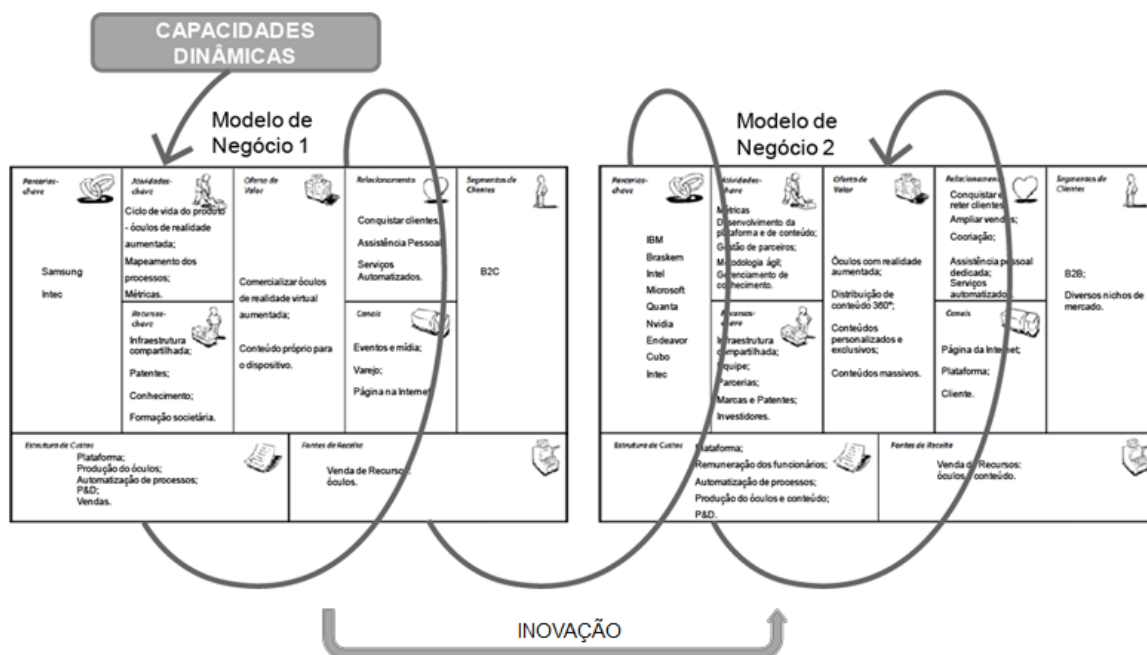 CAPACIDADES
DINÂMICAS
Modelo de
Negócio 1
Parcerias-
chave
Samsung
Intec
Atividades-
chave
Ciclo de vida do produto
- óculos de realidade
aumentada;
Mapeamento dos
processos;
Métricas.
Recursos-
chave
Infraestrutura
compartilhada;
Patentes;
Conhecimento;
Formação societária.
Oferta de
Valor
Comercializar óculos
de realidade virtual
aumentada;
Conteúdo próprio para
o dispositivo.
Relacionamento
Conquistar clientes;
Assistência Pessoal
Serviços
Automatizados.
Canais
Eventos e mídia;
Varejo;
Página na Internet
Segmentos de
Clientes
B2C
Estrutura de Custos
Plataforma;
Produção do óculos;
Automatização de processos;
P&D;
Vendas.
Fontes de Receita
Venda de Recursos:
óculos.
Modelo de
Negócio 2
Parcerias-
chave
IBM
Braskem
Intel
Microsoft
Quanta
Nvidia
Endeavor
Cubo
Intec
Atividades-
chave
Métricas
Desenvolvimento da
plataforma e de conteúdo;
Gestão de parceiros;
Metodologia ágil;
Gerenciamento de
conhecimento.
Recursos-
chave
Infraestrutura
compartilhada;
Equipe;
Parcerias;
Marcas e Patentes;
Investidores.
Oferta de
Valor
Óculos com realidade
aumentada;
Distribuição de
conteúdo 360°;
Conteúdos
personalizados e
exclusivos;
Conteúdos massivos.
Relacionamento
Conquistar e
reter clientes;
Ampliar vendas;
Cocriação;
Assistência pessoal
dedicada;
Serviços
automatizados.
Canais
Página da Internet;
Plataforma;
Cliente.
Segmentos de
Clientes
B2B;
Diversos nichos de
mercado.
Estrutura de Custos
Plataforma;
Remuneração dos funcionários;
Automatização de processos;
Produção do óculos e conteúdo;
P&D.
Fontes de Receita
Venda de Recursos:
óculos e conteúdo.
INOVAÇÃO